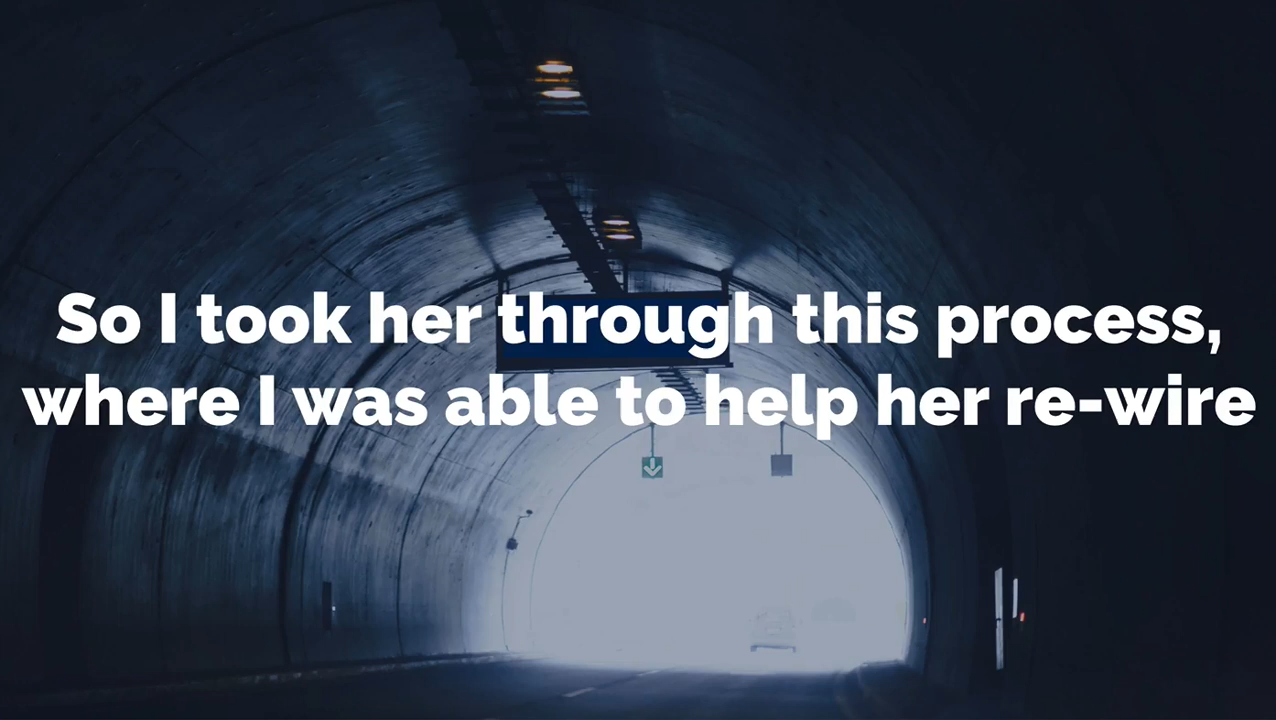 So I took her through this process,
where I was able to help her re-wire